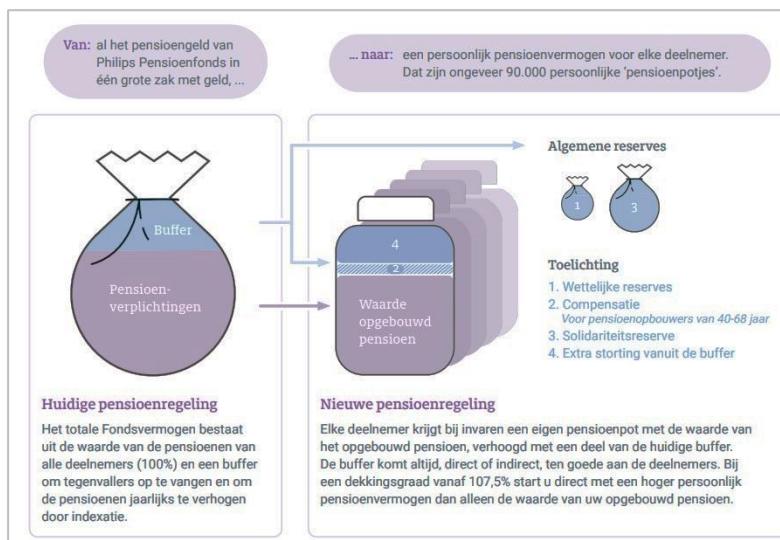 Van: al het pensioengeld van
Philips Pensioenfonds in
één grote zak met geld, ...
... naar: een persoonlijk pensioenvermogen voor elke deelnemer.
Dat zijn ongeveer 90.000 persoonlijke 'pensioenpotjes'.
Buffer
Pensioen-
verplichtingen
Huidige pensioenregeling
Het totale Fondsvermogen bestaat
uit de waarde van de pensioenen van
alle deelnemers (100%) en een buffer
om tegenvallers op te vangen en om
de pensioenen jaarlijks te verhogen
door indexatie.
4
2
Waarde
opgebouwd
pensioen
Algemene reserves
1
3
Toelichting
1. Wettelijke reserves
2. Compensatie
Voor pensioenopbouwers van 40-68 jaar
3. Solidariteitsreserve
4. Extra storting vanuit de buffer
Nieuwe pensioenregeling
Elke deelnemer krijgt bij invaren een eigen pensioenpot met de waarde van
het opgebouwd pensioen, verhoogd met een deel van de huidige buffer.
De buffer komt altijd, direct of indirect, ten goede aan de deelnemers. Bij
een dekkingsgraad vanaf 107,5% start u direct met een hoger persoonlijk
pensioenvermogen dan alleen de waarde van uw opgebouwd pensioen.